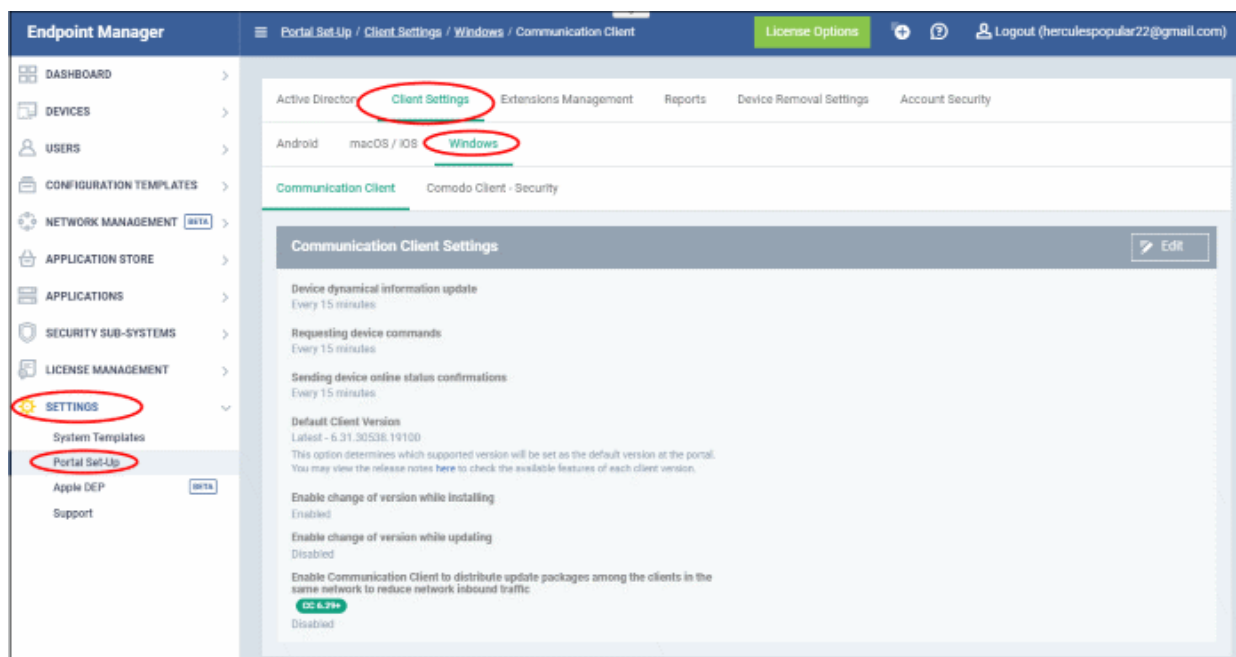 Endpoint Manager
Portal Set-Up / Client Settings / Windows / Communication Client
License Options
Logout (herculespopular22@gmail.com)
DASHBOARD
DEVICES
USERS
CONFIGURATION TEMPLATES
NETWORK MANAGEMENT BETA
APPLICATION STORE
APPLICATIONS
SECURITY SUB-SYSTEMS
LICENSE MANAGEMENT
SETTINGS
System Templates
Portal Set-Up
Apple DEP BETA
Support
Active Directory Client Settings Extensions Management Reports Device Removal Settings Account Security
Android macOS / iOS Windows
Communication Client Comodo Client - Security
Communication Client Settings
Edit
Device dynamical information update
Every 15 minutes
Requesting device commands
Every 15 minutes
Sending device online status confirmations
Every 15 minutes
Default Client Version
Latest - 6.31.30538.19100
This option determines which supported version will be set as the default version at the portal.
You may view the release notes here to check the available features of each client version.
Enable change of version while installing
Enabled
Enable change of version while updating
Disabled
Enable Communication Client to distribute update packages among the clients in the
same network to reduce network inbound traffic
CC 6.29+
Disabled